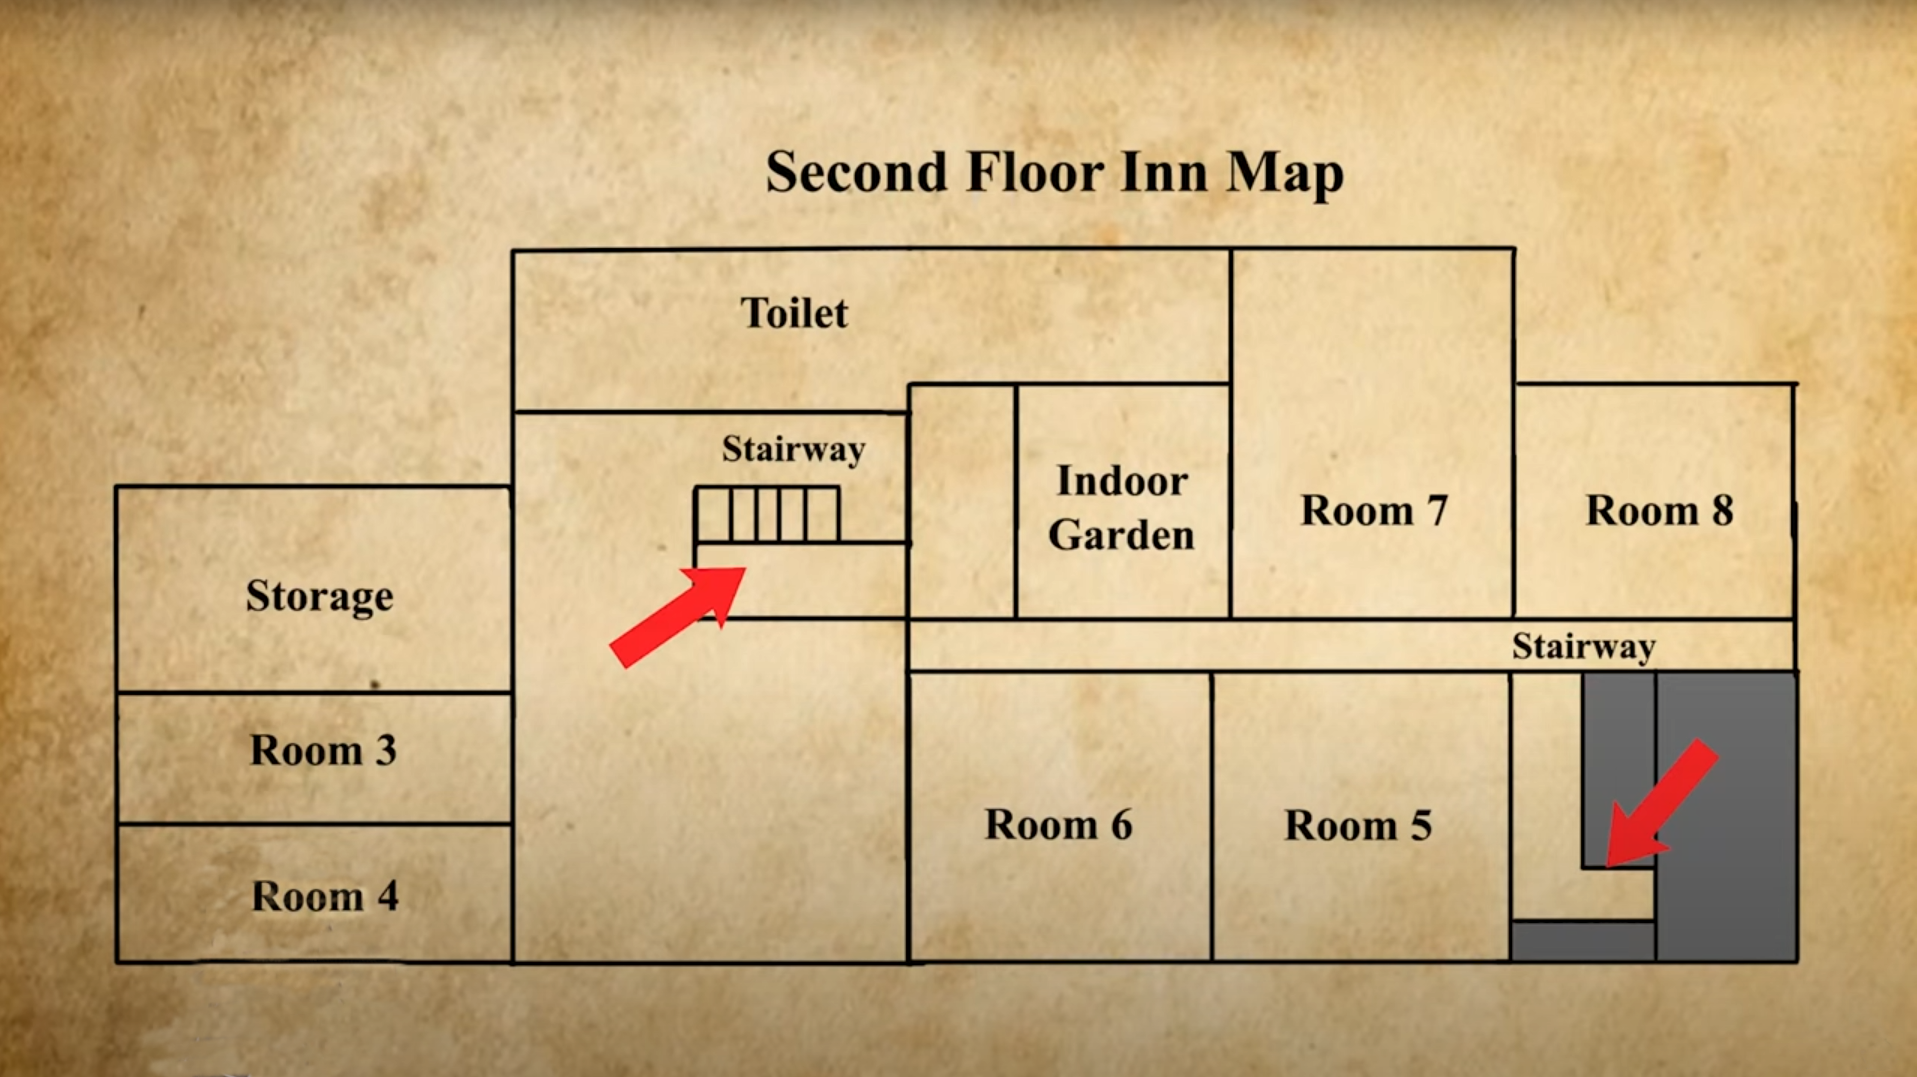 Second Floor Inn Map
Toilet
Stairway
Indoor
Garden
Room 7
Room 8
Storage
Stairway
Room 3
Room 6
Room 5
Room 4